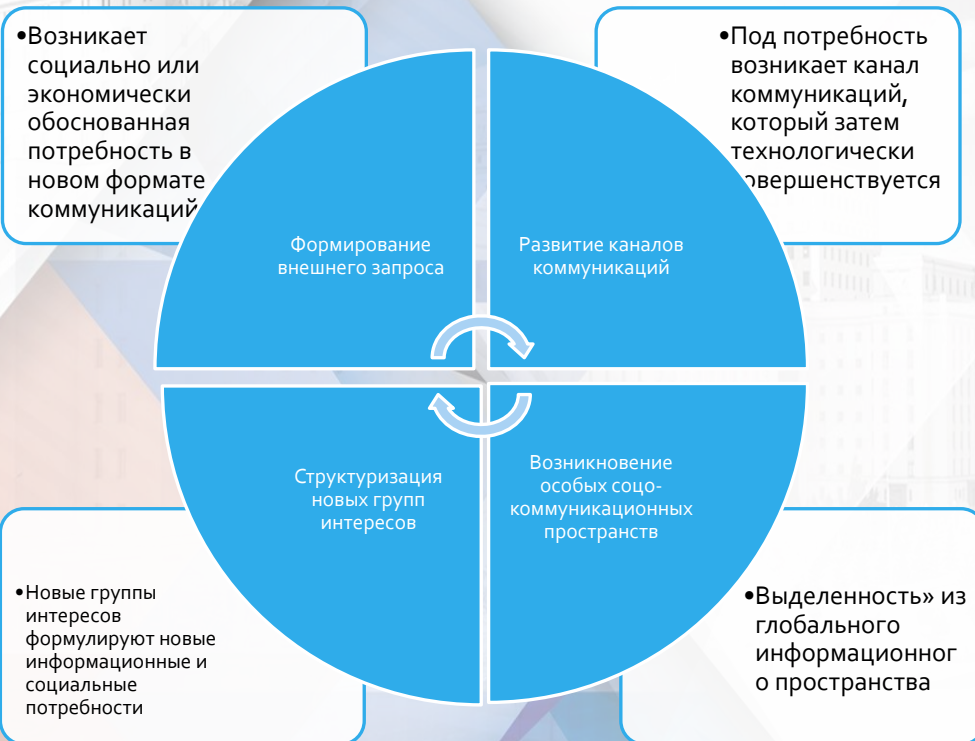 •Возникает
социально или
экономически
обоснованная
потребность в
новом формате
коммуникаций
•Под потребность
возникает канал
коммуникаций,
который затем
технологически
овершенствуется
Формирование
внешнего запроса
Развитие каналов
коммуникаций
Структуризация
новых групп
интересов
Возникновение
особых соцо-
коммуникационных
пространств
•Новые группы
интересов
формулируют новые
информационные и
социальные
потребности
•Выделенность» из
глобального
информационног
о пространства